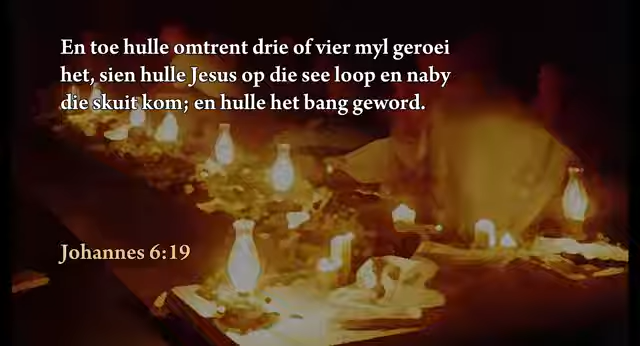 En toe hulle omtrent drie of vier myl geroei
het, sien hulle Jesus op die see loop en naby
die skuit kom; en hulle het bang geword.
Johannes 6:19